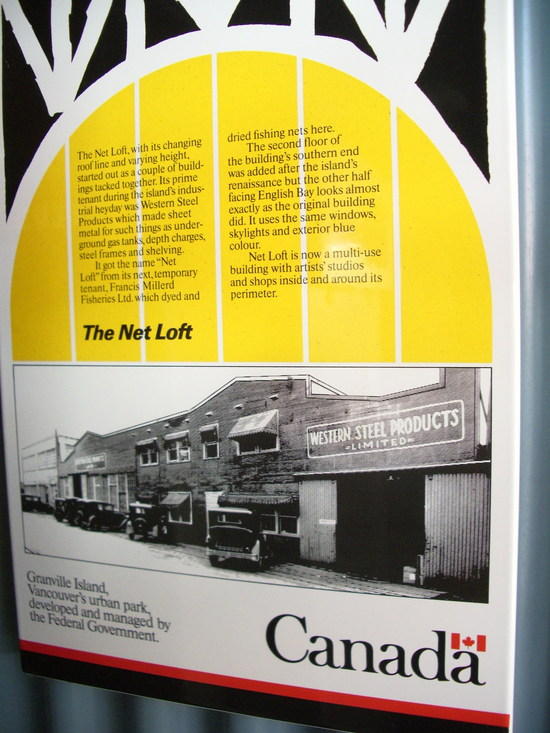 The Net Loft, with its changing
roof line and varying height,
started out as a couple of build-
ings tacked together. Its prime
tenant during the island's indus-
trial heyday was Western Steel
Products which made sheet
metal for such things as under-
ground gas tanks, depth charges,
steel frames and shelving.
It got the name "Net
Loft" from its next, temporary
tenant, Francis Millerd
Fisheries Ltd. which dyed and
dried fishing nets here.
The second floor of
the building's southern end
was added after the island's
renaissance but the other half
facing English Bay looks almost
exactly as the original building
did. It uses the same windows,
skylights and exterior blue
colour.
Net Loft is now a multi-use
building with artists' studios
and shops inside and around its
perimeter.
The Net Loft
WESTERN STEEL PRODUCTS
-LIMITED-
Granville Island,
Vancouver's urban park,
developed and managed by
the Federal Government.
Canada